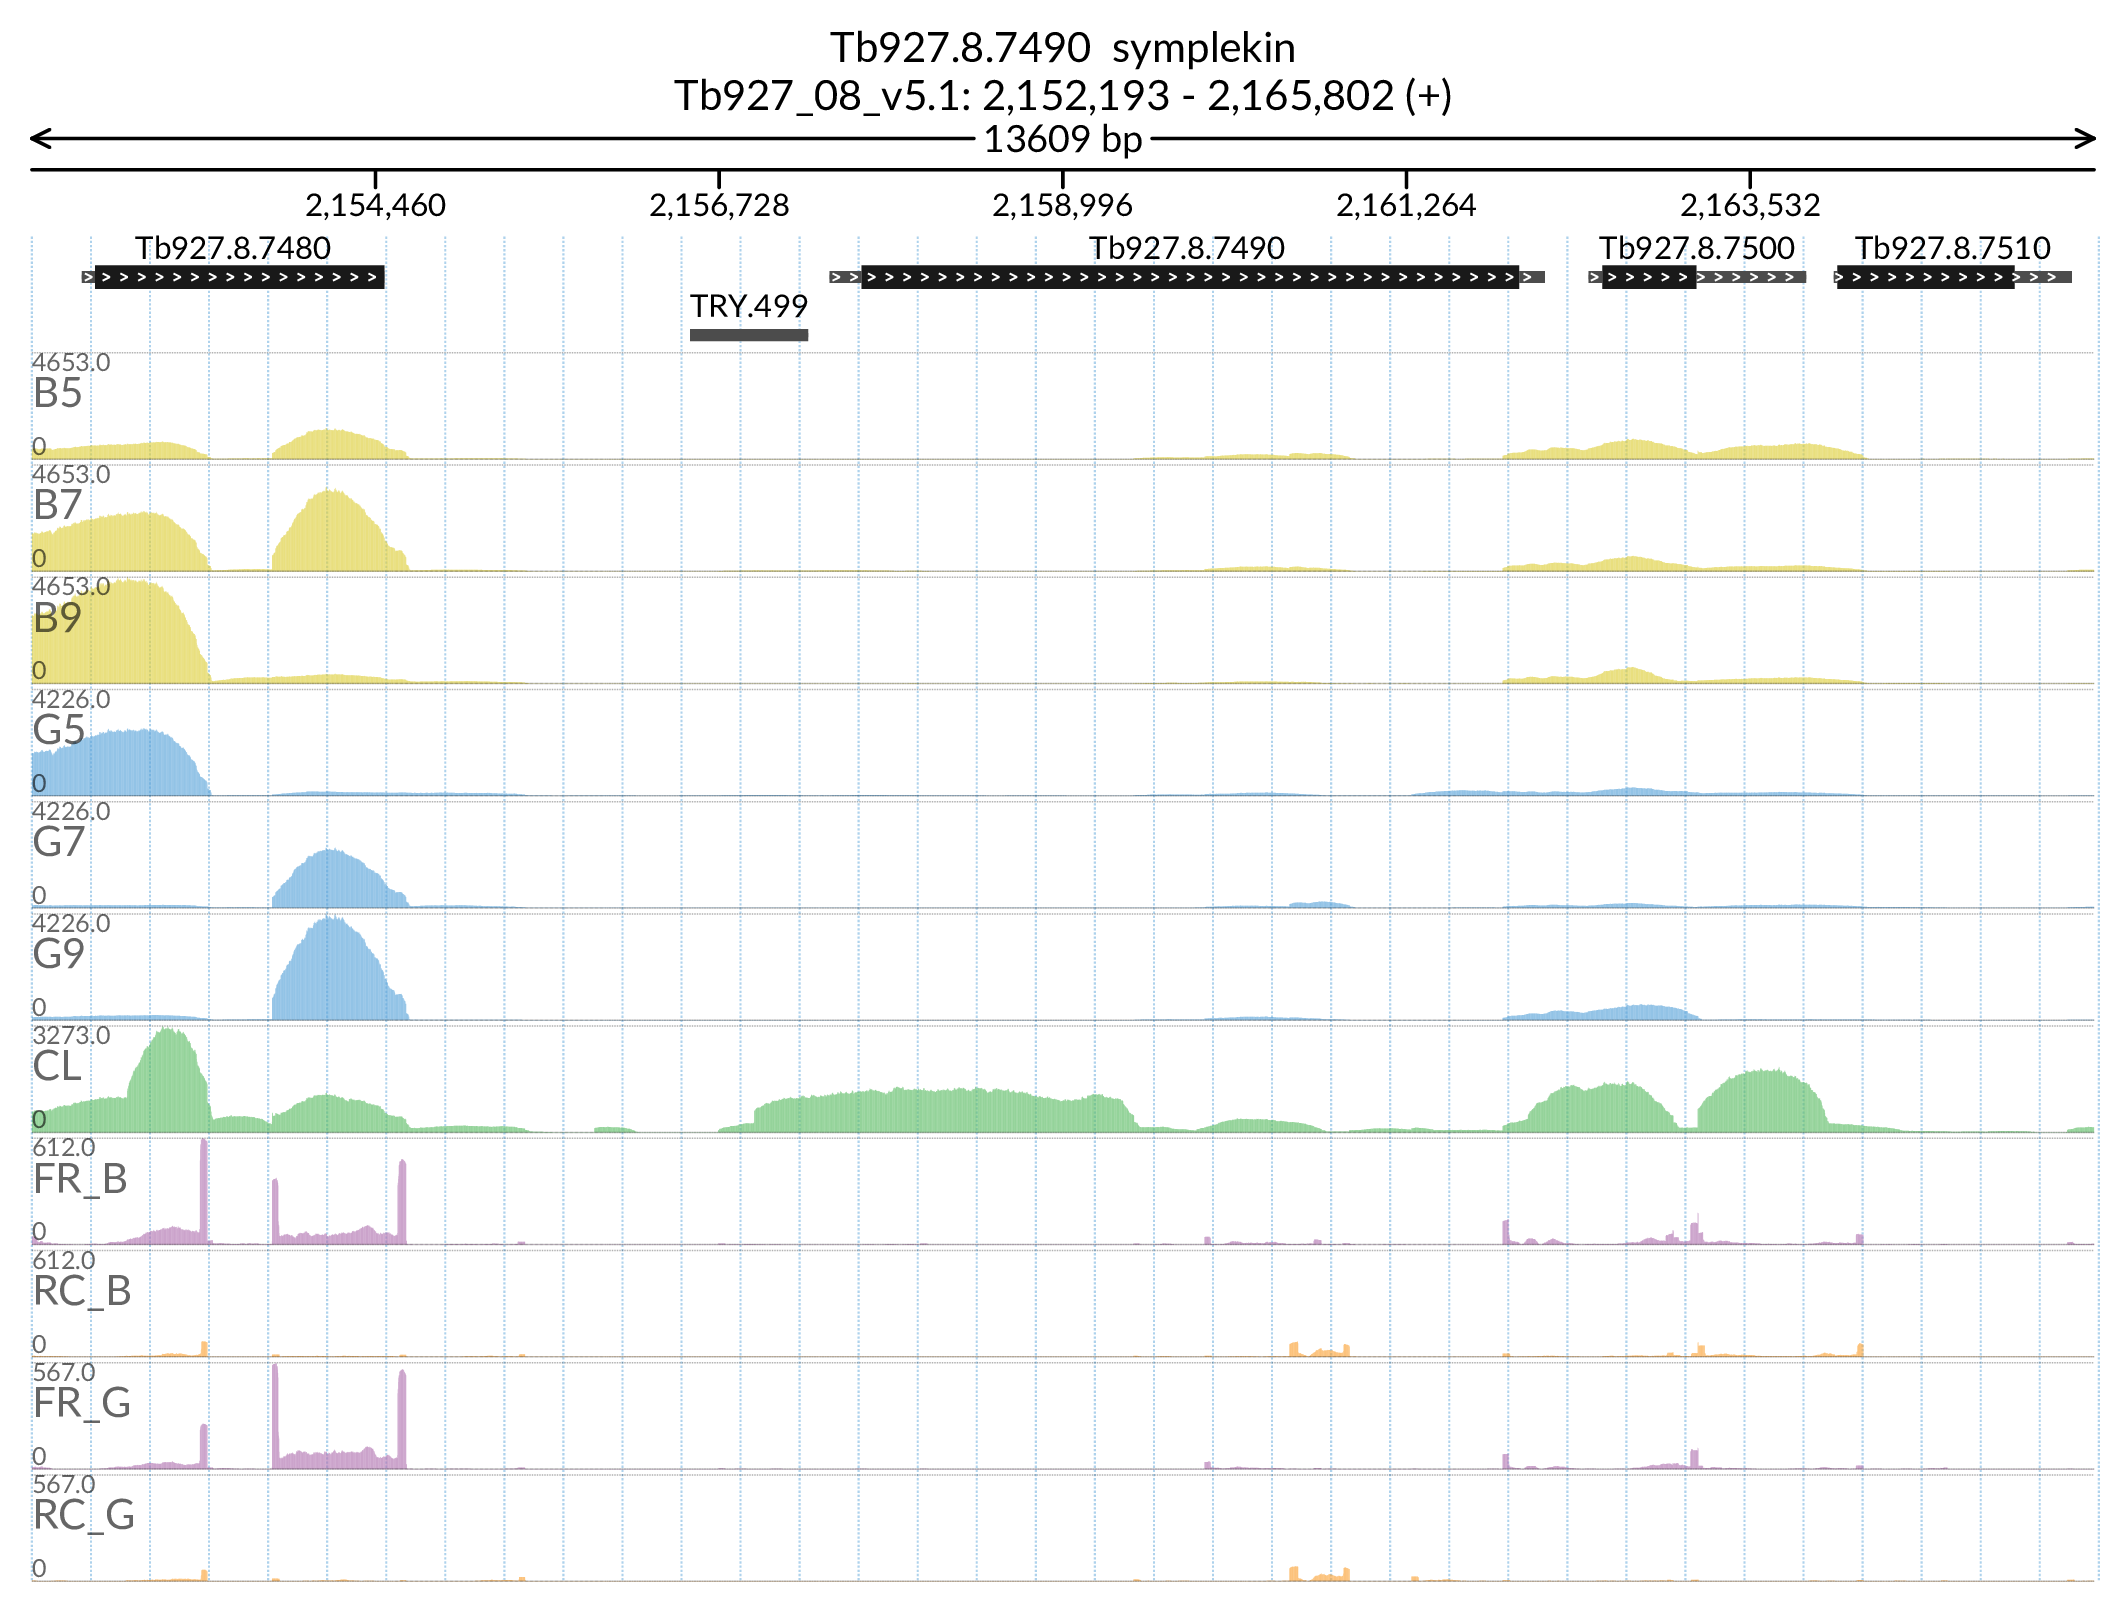 Tb927.8.7490 symplekin
Tb927_08_v5.1: 2,152,193 - 2,165,802 (+)
13609 bp
2,154,460 2,156,728 2,158,996 2,161,264 2,163,532
Tb927.8.7480 Tb927.8.7490 Tb927.8.7500 Tb927.8.7510
TRY.499
4653.0
B5
0
4653.0
B7
0
4653.0
B9
0
4226.0
G5
0
4226.0
G7
0
4226.0
G9
0
3273.0
CL
0
612.0
FR_B
0
612.0
RC_B
0
567.0
FR_G
0
567.0
RC_G
0